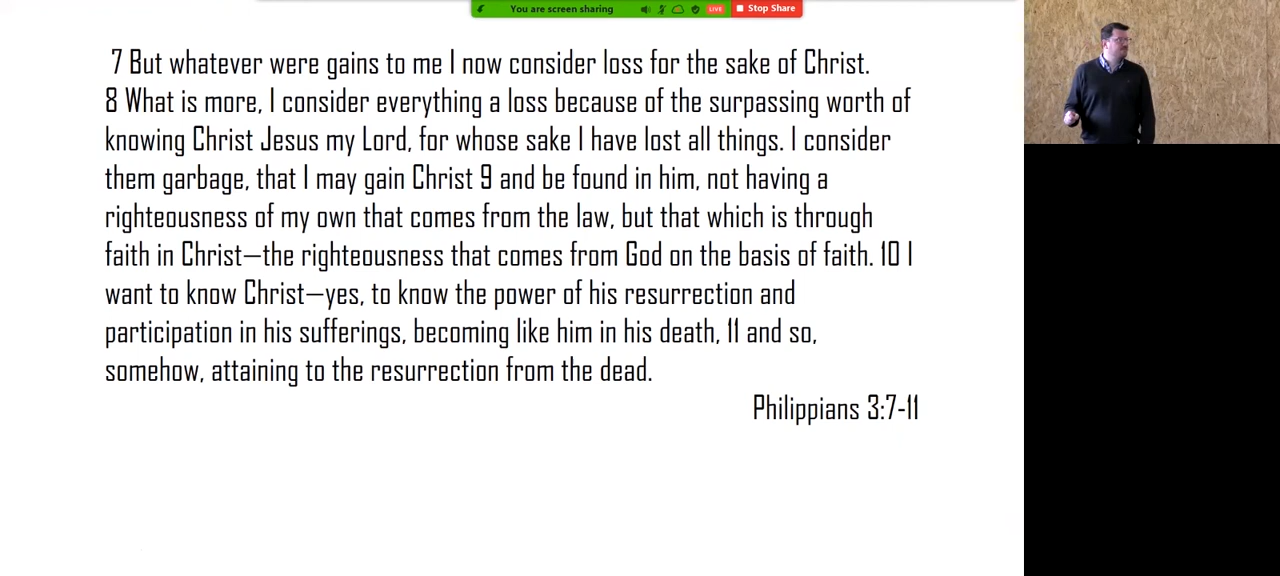 You are screen sharing LIVE Stop Share
7 But whatever were gains to me I now consider loss for the sake of Christ.
8 What is more, I consider everything a loss because of the surpassing worth of
knowing Christ Jesus my Lord, for whose sake I have lost all things. I consider
them garbage, that I may gain Christ 9 and be found in him, not having a
righteousness of my own that comes from the law, but that which is through
faith in Christ—the righteousness that comes from God on the basis of faith. 10 I
want to know Christ—yes, to know the power of his resurrection and
participation in his sufferings, becoming like him in his death, 11 and so,
somehow, attaining to the resurrection from the dead.
Philippians 3:7-11